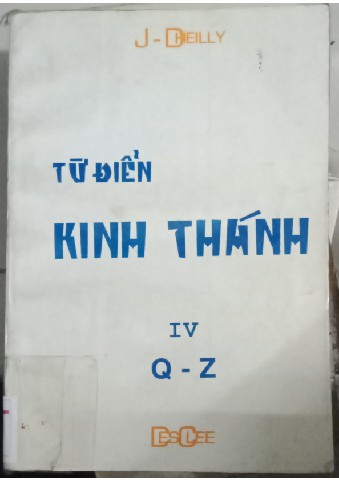 J-DHEILLY
TỪ ĐIỂN
KINH THÁNH
IV
Q - Z
DESCLEE